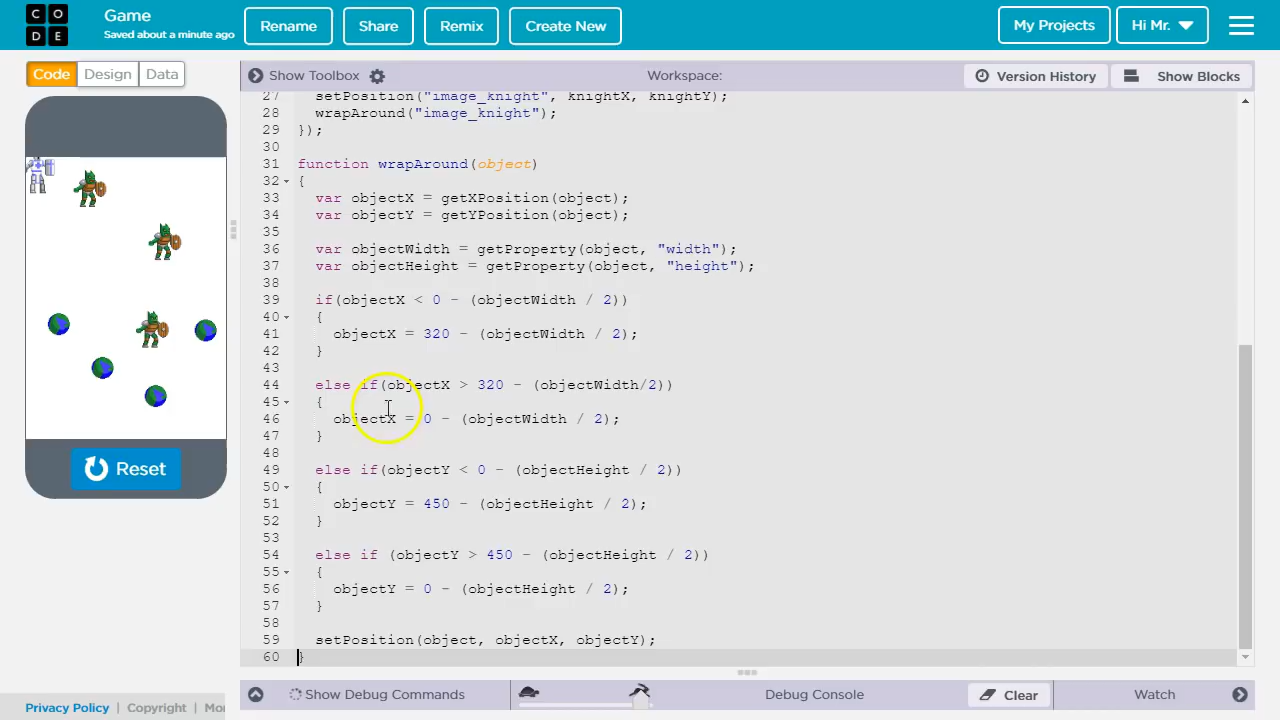 CO
DE
Game
Saved about a minute ago
Rename
Share
Remix
Create New
My Projects
Hi Mr.
Code
Design
Data
Show Toolbox
Workspace:
Version History
Show Blocks
27 setPosition("image_knight", knightX, knightY);
28 wrapAround("image_knight");
29 });
30
31 function wrapAround(object)
32 {
33 var objectX = getXPosition(object);
34 var objectY = getYPosition(object);
35
36 var objectWidth = getProperty(object, "width");
37 var objectHeight = getProperty(object, "height");
38
39 if(objectX < 0 - (objectWidth / 2))
40 {
41 objectX = 320 - (objectWidth / 2);
42 }
43
44 else if(objectX > 320 - (objectWidth/2))
45 {
46 objectX = 0 - (objectWidth / 2);
47 }
48
49 else if(objectY < 0 - (objectHeight / 2))
50 {
51 objectY = 450 - (objectHeight / 2);
52 }
53
54 else if (objectY > 450 - (objectHeight / 2))
55 {
56 objectY = 0 - (objectHeight / 2);
57 }
58
59 setPosition(object, objectX, objectY);
60 }
Reset
Show Debug Commands
Debug Console
Clear
Watch
Privacy Policy | Copyright | Mor